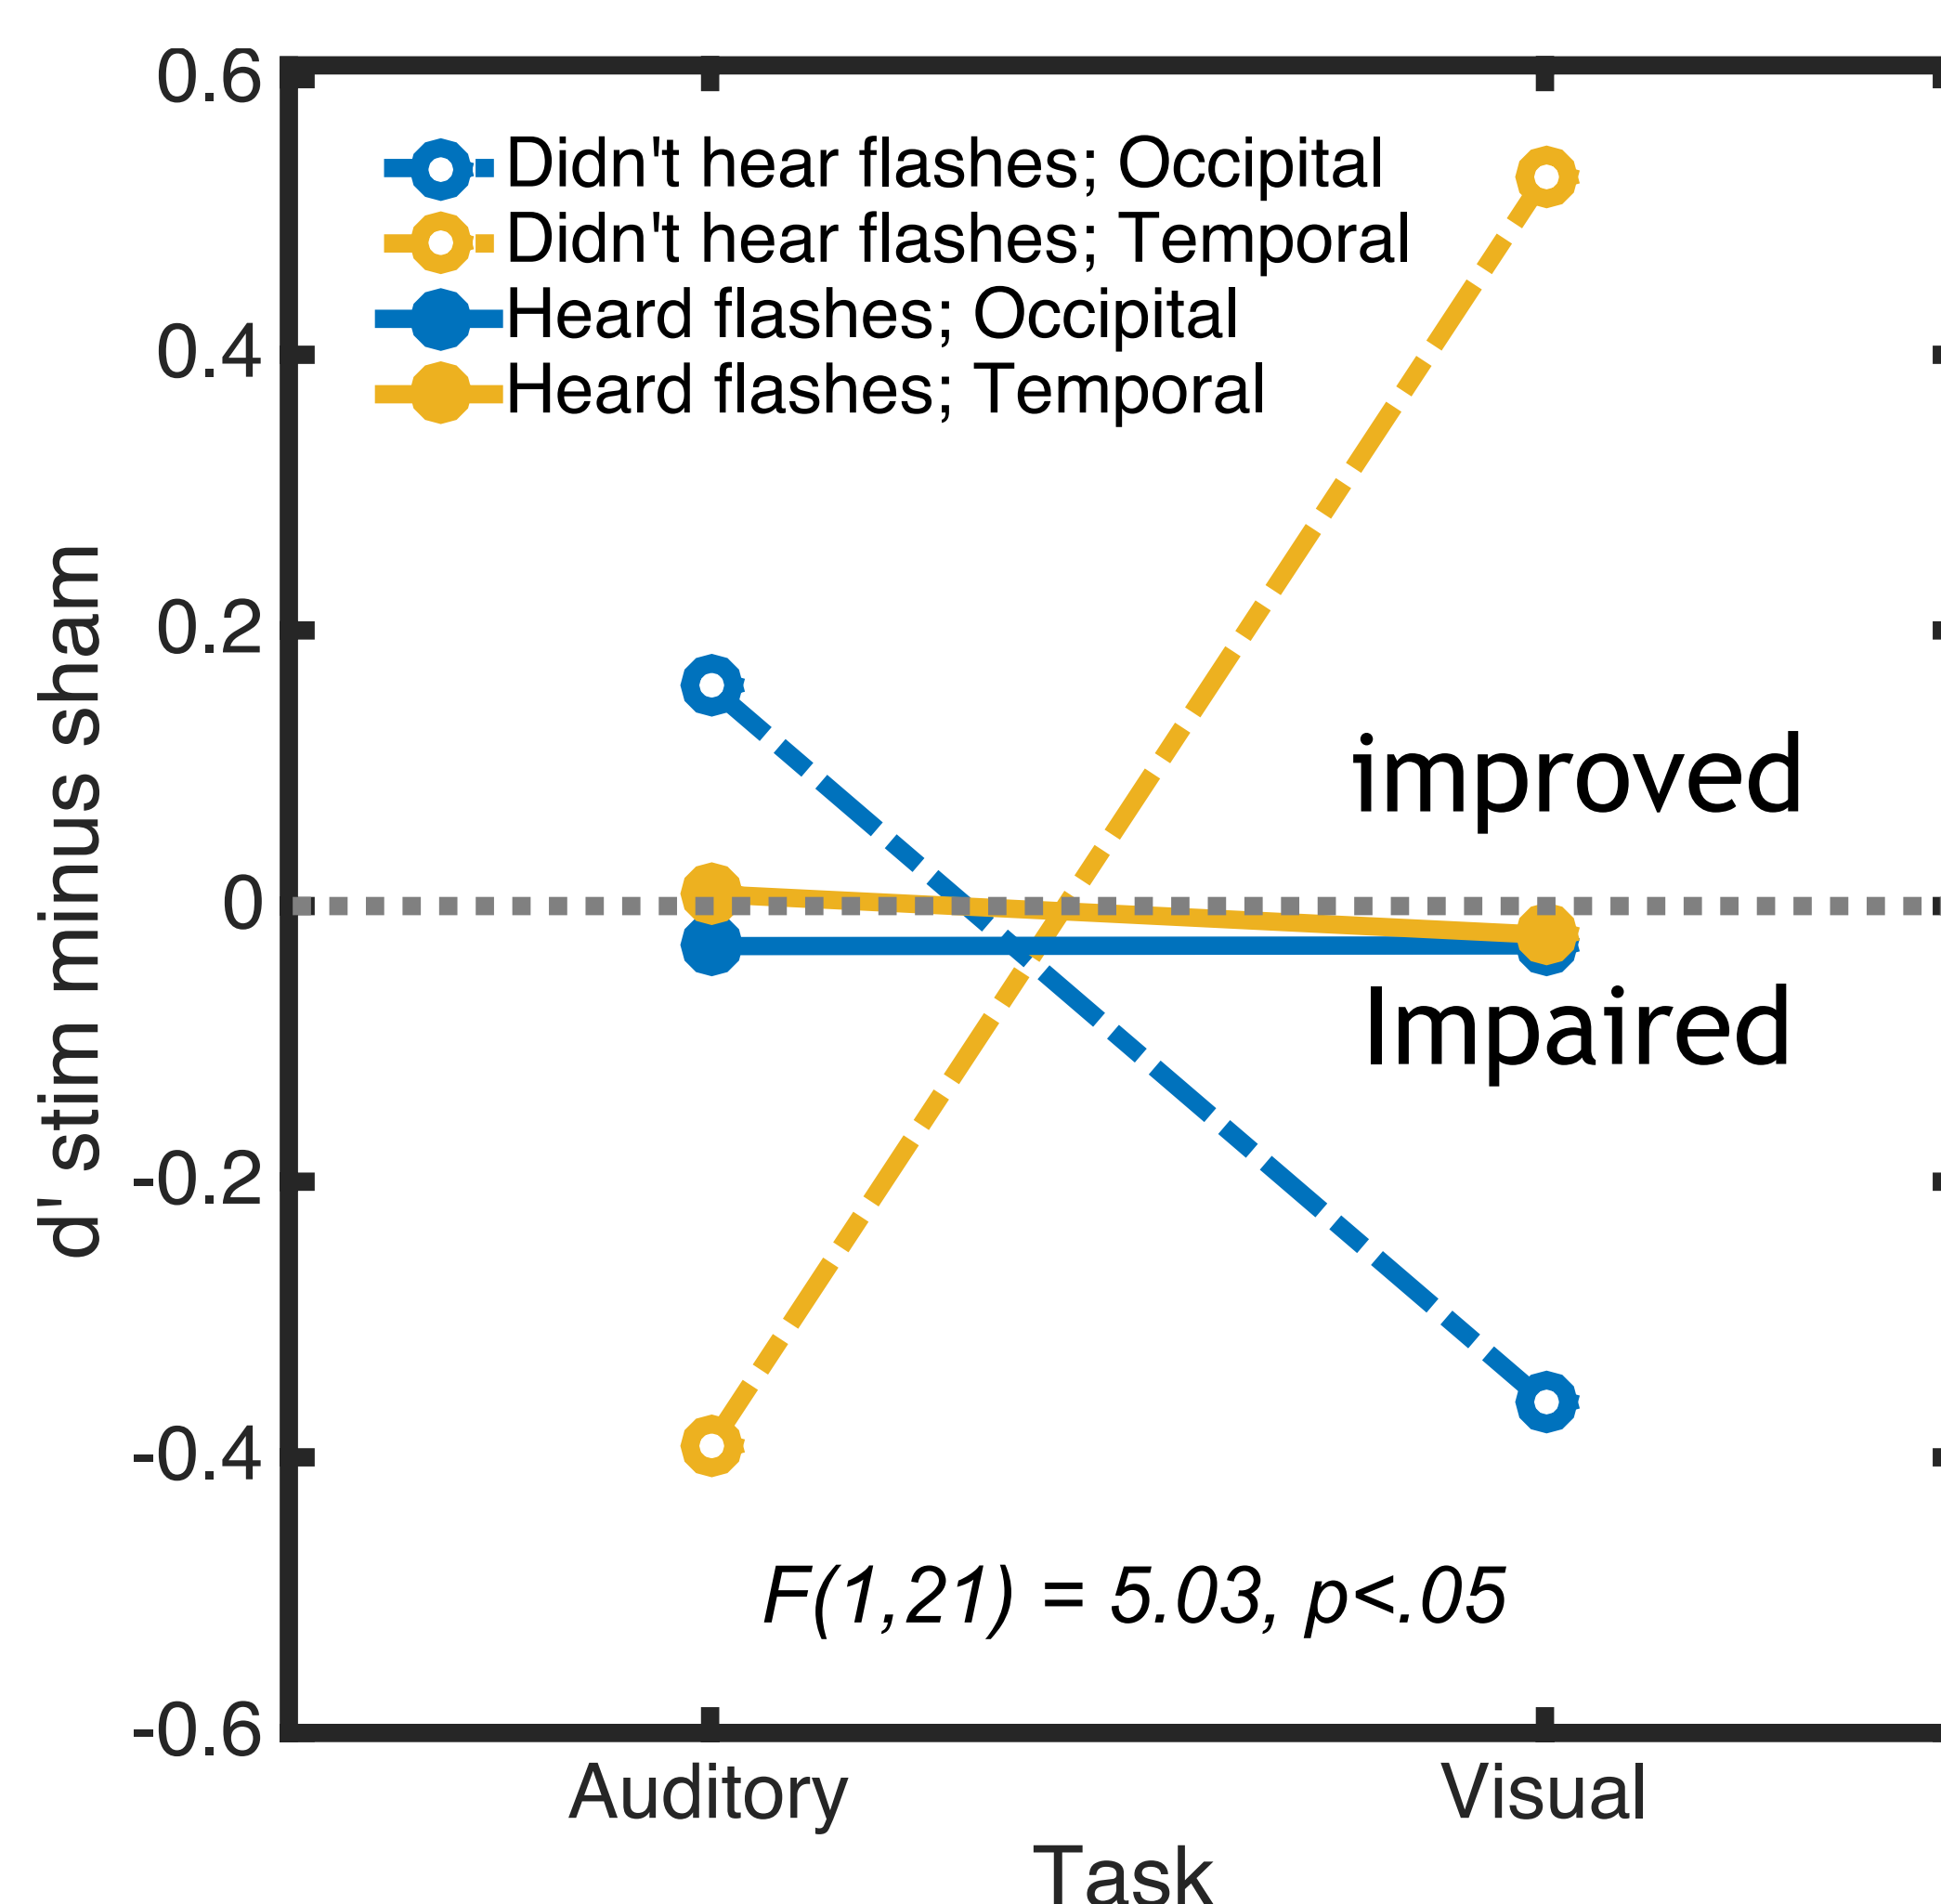 0.6
Didn't hear flashes; Occipital
Didn't hear flashes; Temporal
Heard flashes; Occipital
0.4
Heard flashes; Temporal
0.2
improved
0
Impaired
-0.2
-0.4
F(1,21) = 5.03, p<.05
-0.6
d' stim minus sham
Auditory
Visual
Task